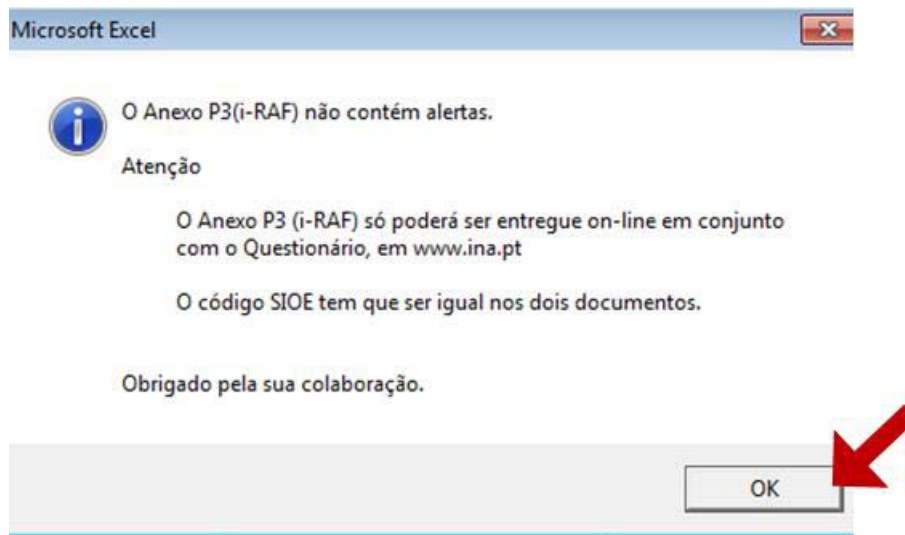 Microsoft Excel
O Anexo P3(i-RAF) não contém alertas.
Atenção
O Anexo P3 (i-RAF) só poderá ser entregue on-line em conjunto
com o Questionário, em www.ina.pt
O código SIOE tem que ser igual nos dois documentos.
Obrigado pela sua colaboração.
OK